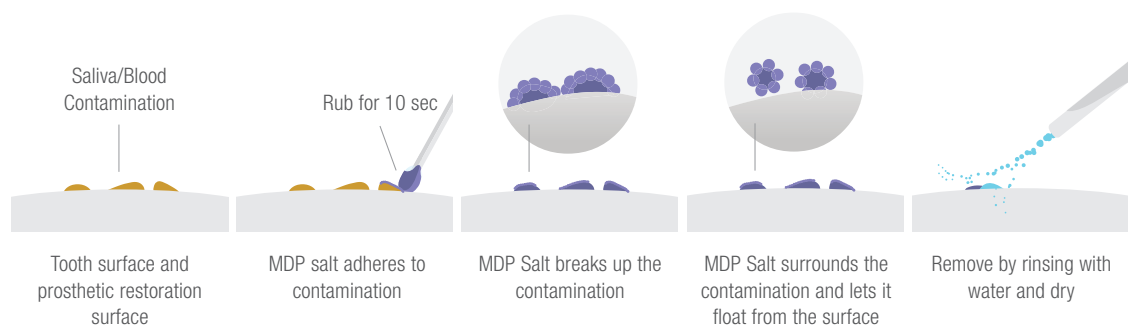 Saliva/Blood
Contamination
Rub for 10 sec
Tooth surface and
prosthetic restoration
surface
MDP salt adheres to
contamination
MDP Salt breaks up the
contamination
MDP Salt surrounds the
contamination and lets it
float from the surface
Remove by rinsing with
water and dry